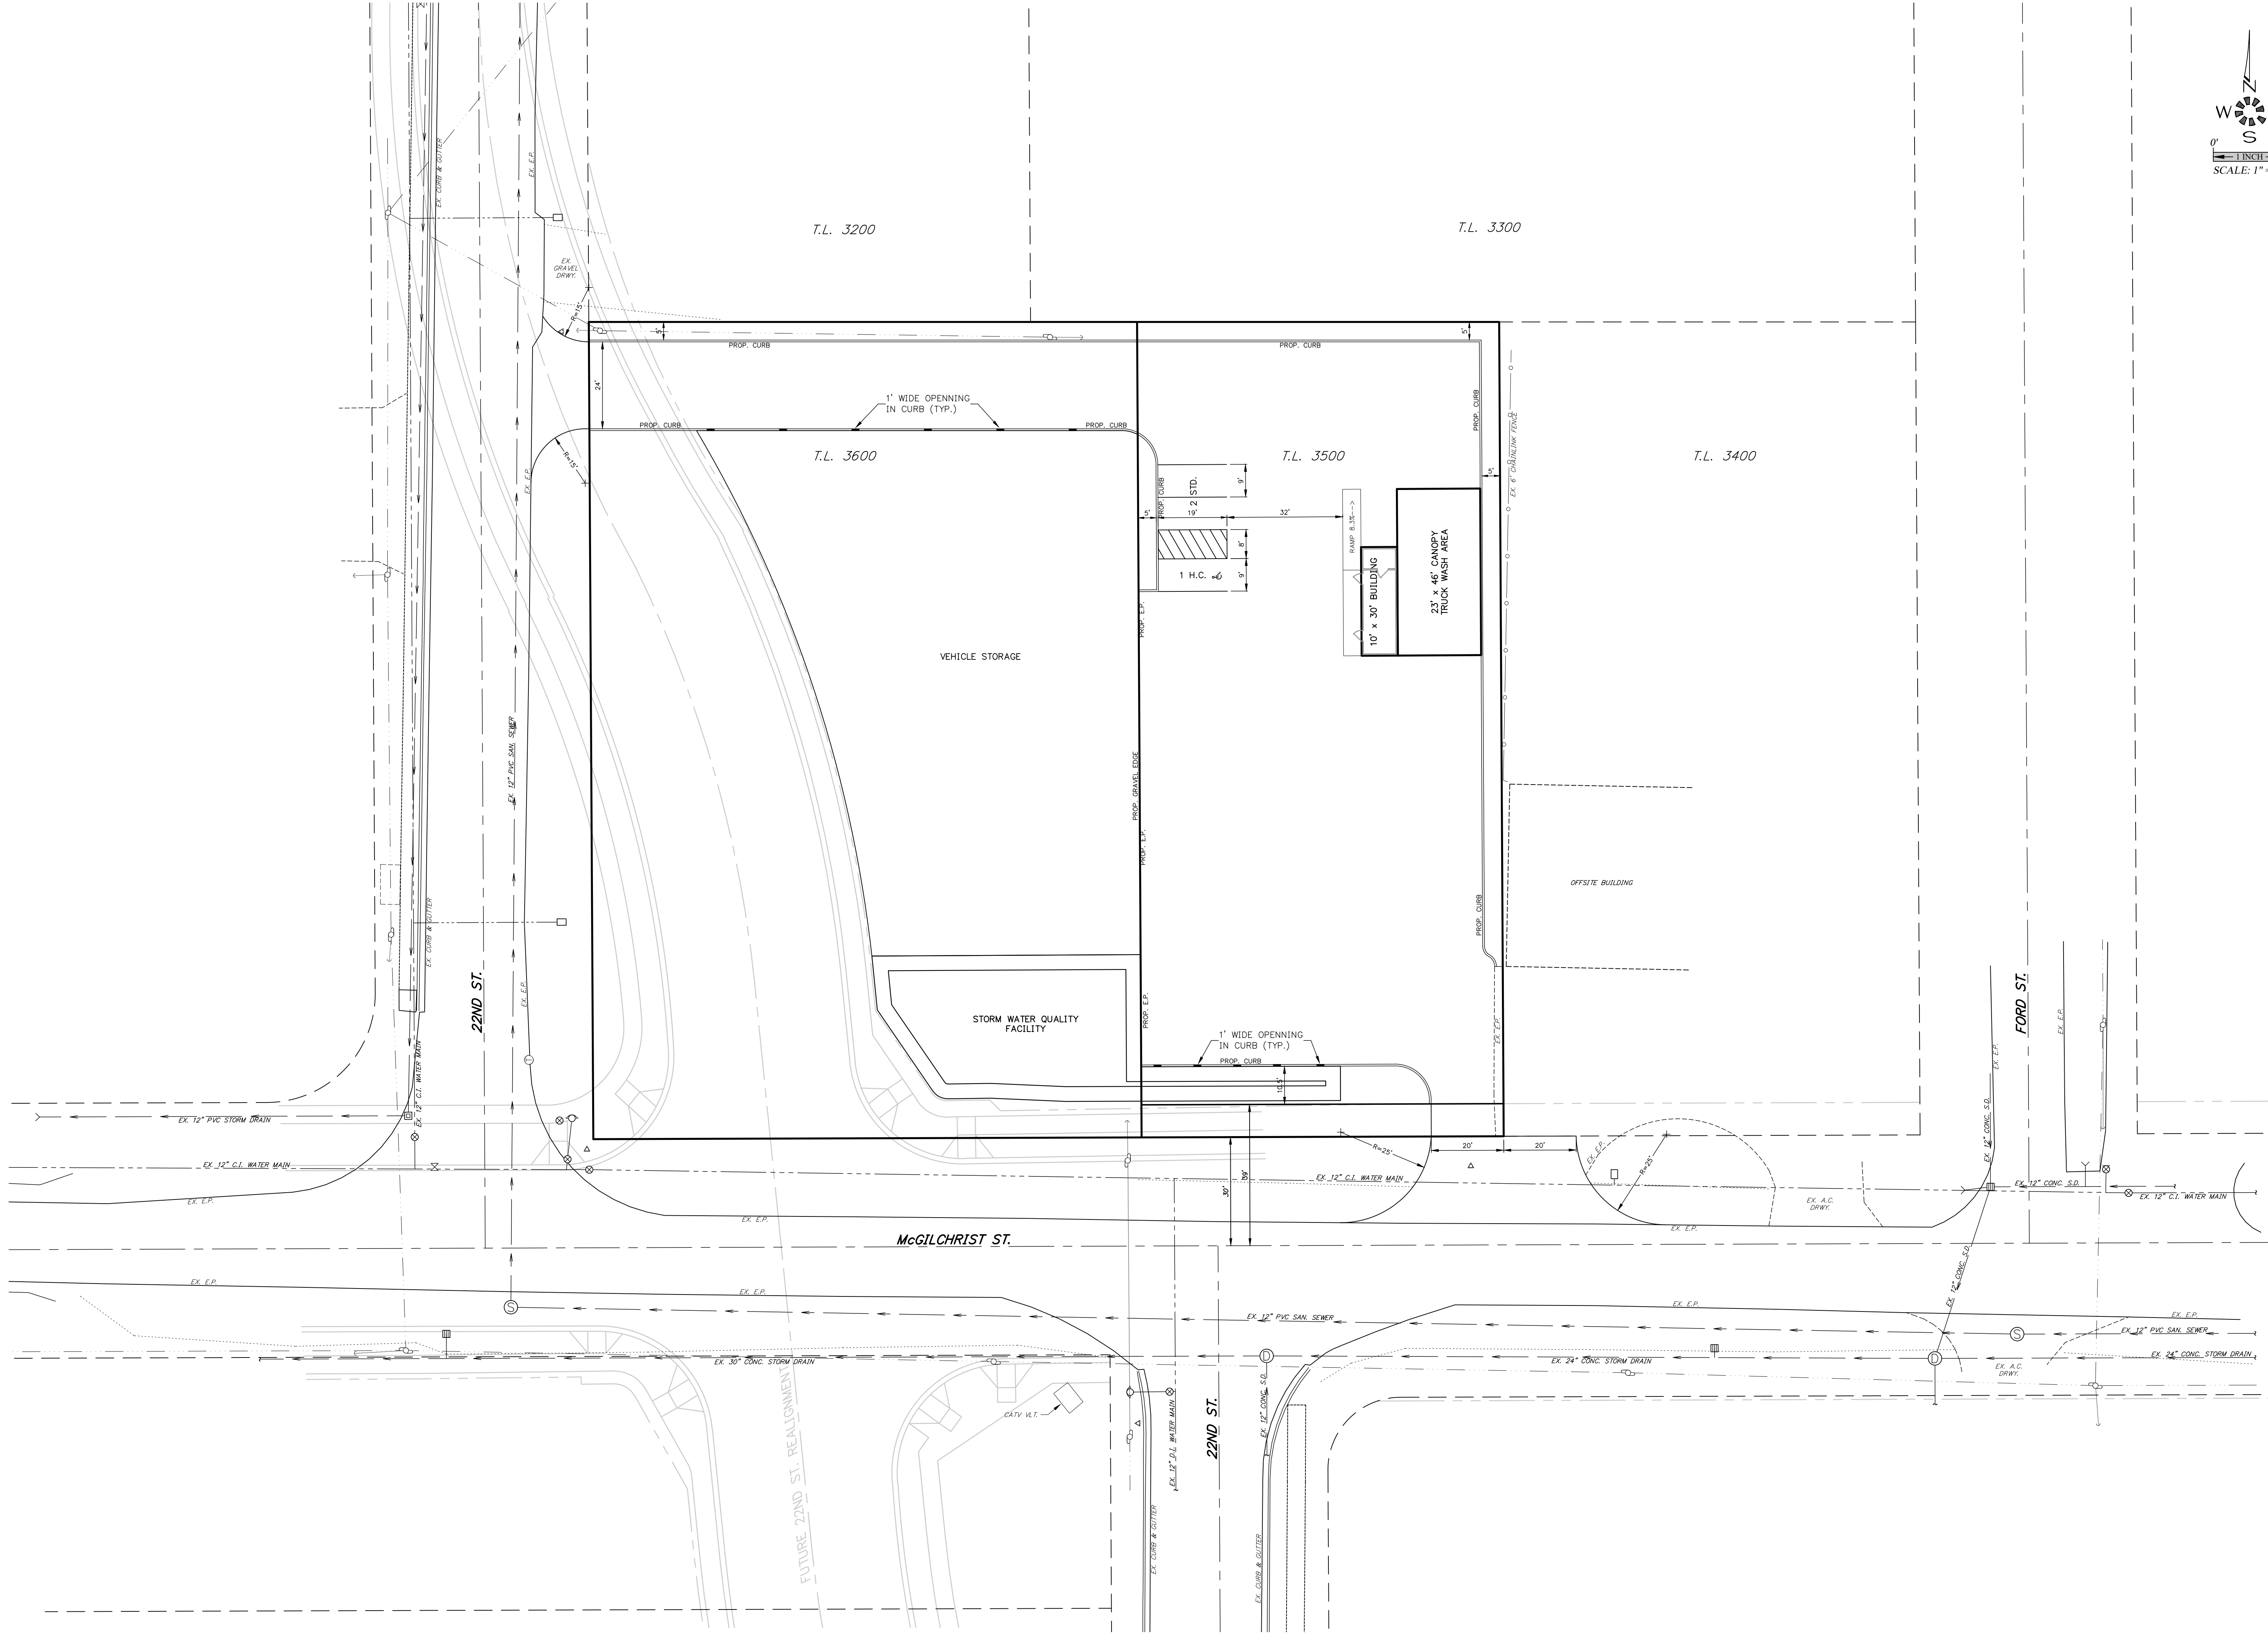 N
W
S
0'
1 INCH
SCALE: 1" =
EX. CURB & GUTTER
EX. E.P.
T.L. 3200
T.L. 3300
EX.
GRAVEL
DRWY.
R=15'
5'
5'
PROP. CURB
PROP. CURB
24'
1' WIDE OPENNING
IN CURB (TYP.)
PROP. CURB
PROP. CURB
PROP. CURB
EX. 6' CHAINLINK FENCE
R=15'
T.L. 3600
T.L. 3500
T.L. 3400
EX. E.P.
PROP. CURB
2 STD.
9'
5'
5'
19'
32'
RAMP 8.3%-->
8'
1 H.C.
9'
10' x 30' BUILDING
23' x 46' CANOPY
TRUCK WASH AREA
PROP. E.P.
VEHICLE STORAGE
EX. 12" PVC SAN. SEWER
PROP. GRAVEL EDGE
PROP. E.P.
OFFSITE BUILDING
EX. CURB & GUTTER
PROP. CURB
22ND ST.
EX. E.P.
FORD ST.
STORM WATER QUALITY
FACILITY
PROP. E.P.
EX. E.P.
EX. E.P.
EX. E.P.
1' WIDE OPENNING
IN CURB (TYP.)
PROP. CURB
10.5'
EX. 12" C.I. WATER MAIN
EX. 12" PVC STORM DRAIN
EX. 12" CONC. S.D.
R=25'
20'
20'
EX. E.P.
R=25'
EX. 12" C.I. WATER MAIN
EX. 12" C.I. WATER MAIN
30'
39'
EX. 12" CONC. S.D.
EX. 12" C.I. WATER MAIN
EX. A.C.
DRWY.
EX. E.P.
EX. E.P.
EX. E.P.
McGILCHRIST ST.
EX. E.P.
EX. E.P.
EX. 12" CONC. S.D.
S
EX. 12" PVC SAN. SEWER
EX. E.P.
EX. E.P.
S
EX. 12" PVC SAN. SEWER
EX. 30" CONC. STORM DRAIN
D
EX. 24" CONC. STORM DRAIN
D
EX. 24" CONC. STORM DRAIN
EX. A.C.
DRWY.
CATV VLT.
EX. 12" D.I. WATER MAIN
22ND ST.
EX. 12" CONC. S.D.
FUTURE 22ND ST. REALIGNMENT
EX. CURB & GUTTER
EX. CURB & GUTTER